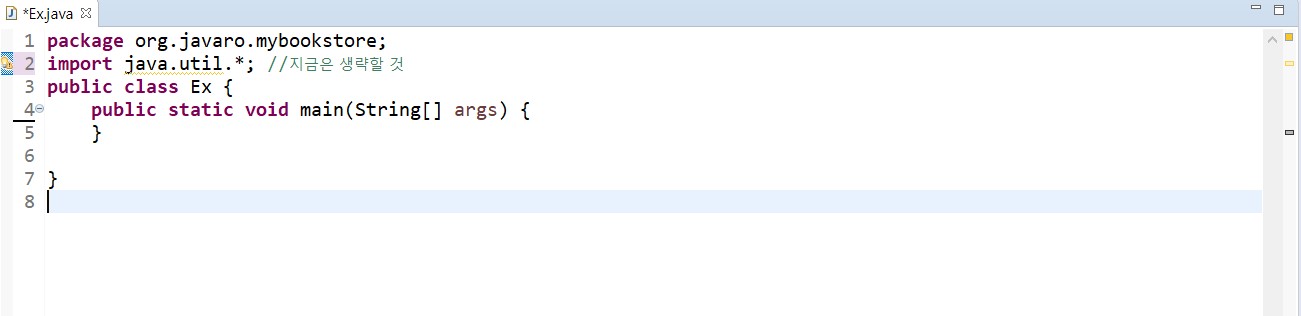 *Ex.java
1 package org.javaro.mybookstore;
2 import java.util.*; //지금은 생략할 것
3 public class Ex {
4     public static void main(String[] args) {
5     }
6
7 }
8